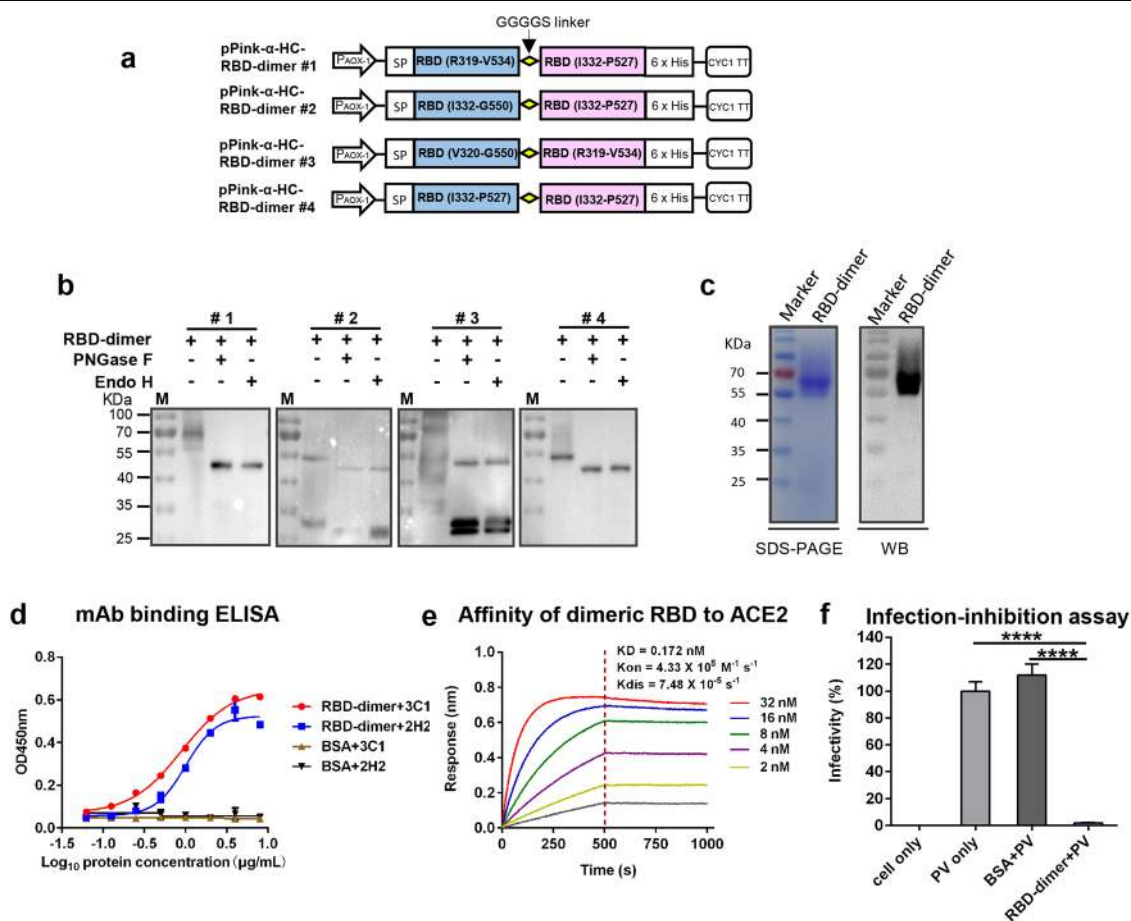 a
GGGGS linker
pPink-α-HC-
RBD-dimer #1
PAOX-1
SP
RBD (R319-V534)
RBD (I332-P527)
6 x His
CYC1 TT
pPink-α-HC-
RBD-dimer #2
PAOX-1
SP
RBD (I332-G550)
RBD (I332-P527)
6 x His
CYC1 TT
pPink-α-HC-
RBD-dimer #3
PAOX-1
SP
RBD (V320-G550)
RBD (R319-V534)
6 x His
CYC1 TT
pPink-α-HC-
RBD-dimer #4
PAOX-1
SP
RBD (I332-P527)
RBD (I332-P527)
6 x His
CYC1 TT
b
# 1 # 2 # 3 # 4
RBD-dimer + + + + + + + + + + + +
PNGase F - + - - + - - + - - + -
Endo H - - + - - + - - + - - +
KDa
M M M M
100
70
55
40
35
25
c
Marker RBD-dimer Marker RBD-dimer
KDa
70
55
40
35
25
SDS-PAGE WB
d mAb binding ELISA
OD450nm
0.8
0.6
0.4
0.2
0.0
-1.5 -1.0 -0.5 0.0 0.5 1.0
Log10 protein concentration (μg/mL)
RBD-dimer+3C1
RBD-dimer+2H2
BSA+3C1
BSA+2H2
e Affinity of dimeric RBD to ACE2
KD = 0.172 nM
Kon = 4.33 X 10⁵ M⁻¹ s⁻¹
Kdis = 7.48 X 10⁻⁵ s⁻¹
Response (nm)
1.0
0.8
0.6
0.4
0.2
0.0
0 250 500 750 1000
Time (s)
32 nM
16 nM
8 nM
4 nM
2 nM
f Infection-inhibition assay
Infectivity (%)
140
120
100
80
60
40
20
0
****
****
cell only
PV only
BSA+PV
RBD-dimer+PV